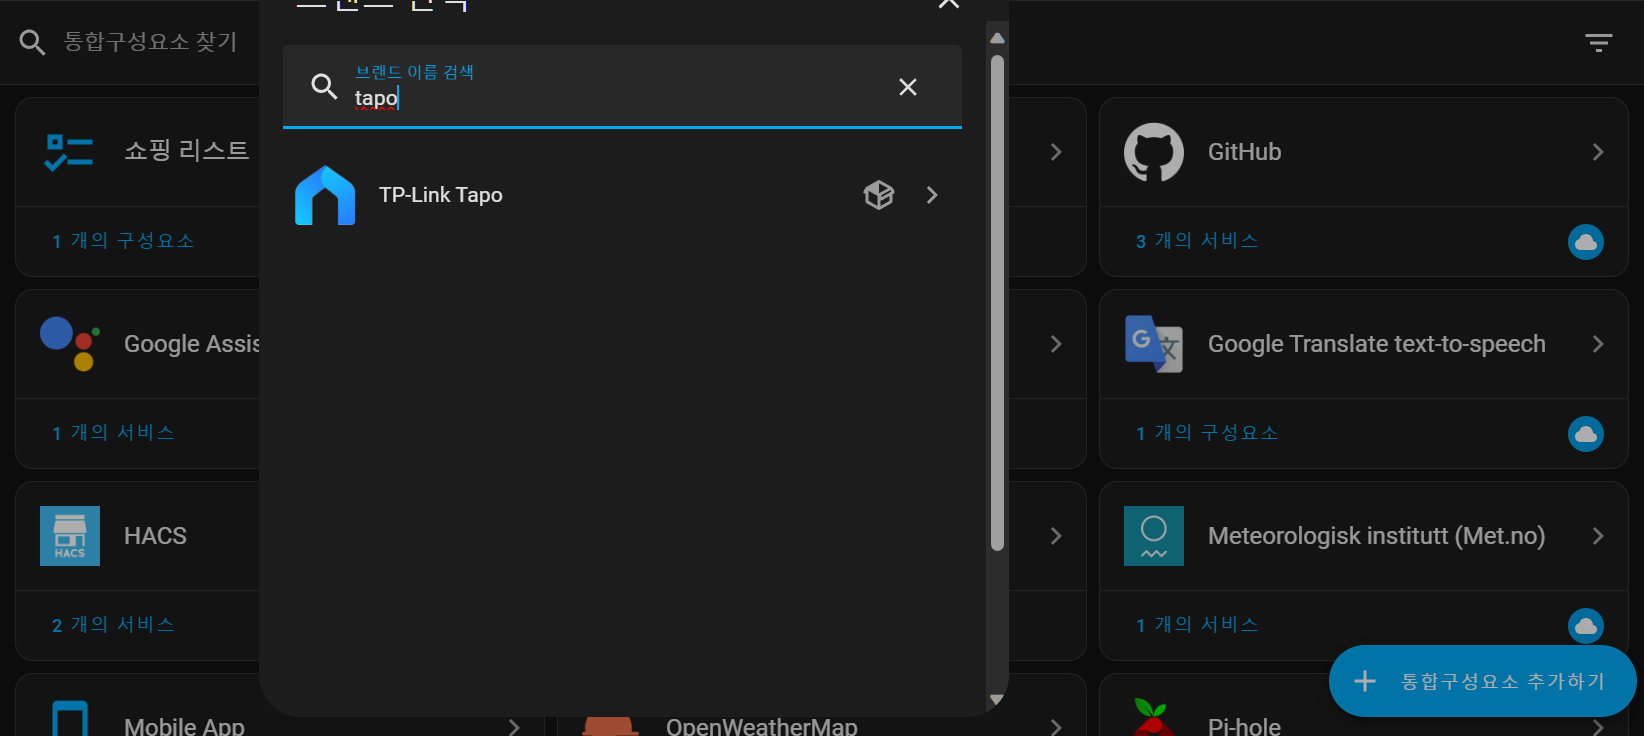 통합구성요소 찾기
브랜드 이름 검색
tapo
TP-Link Tapo
쇼핑 리스트
1 개의 구성요소
GitHub
3 개의 서비스
Google Assis
1 개의 서비스
G 文
Google Translate text-to-speech
1 개의 구성요소
HACS
HACS
2 개의 서비스
Meteorologisk institutt (Met.no)
1 개의 서비스
통합구성요소 추가하기
Mobile App
OpenWeatherMap
Pi-hole